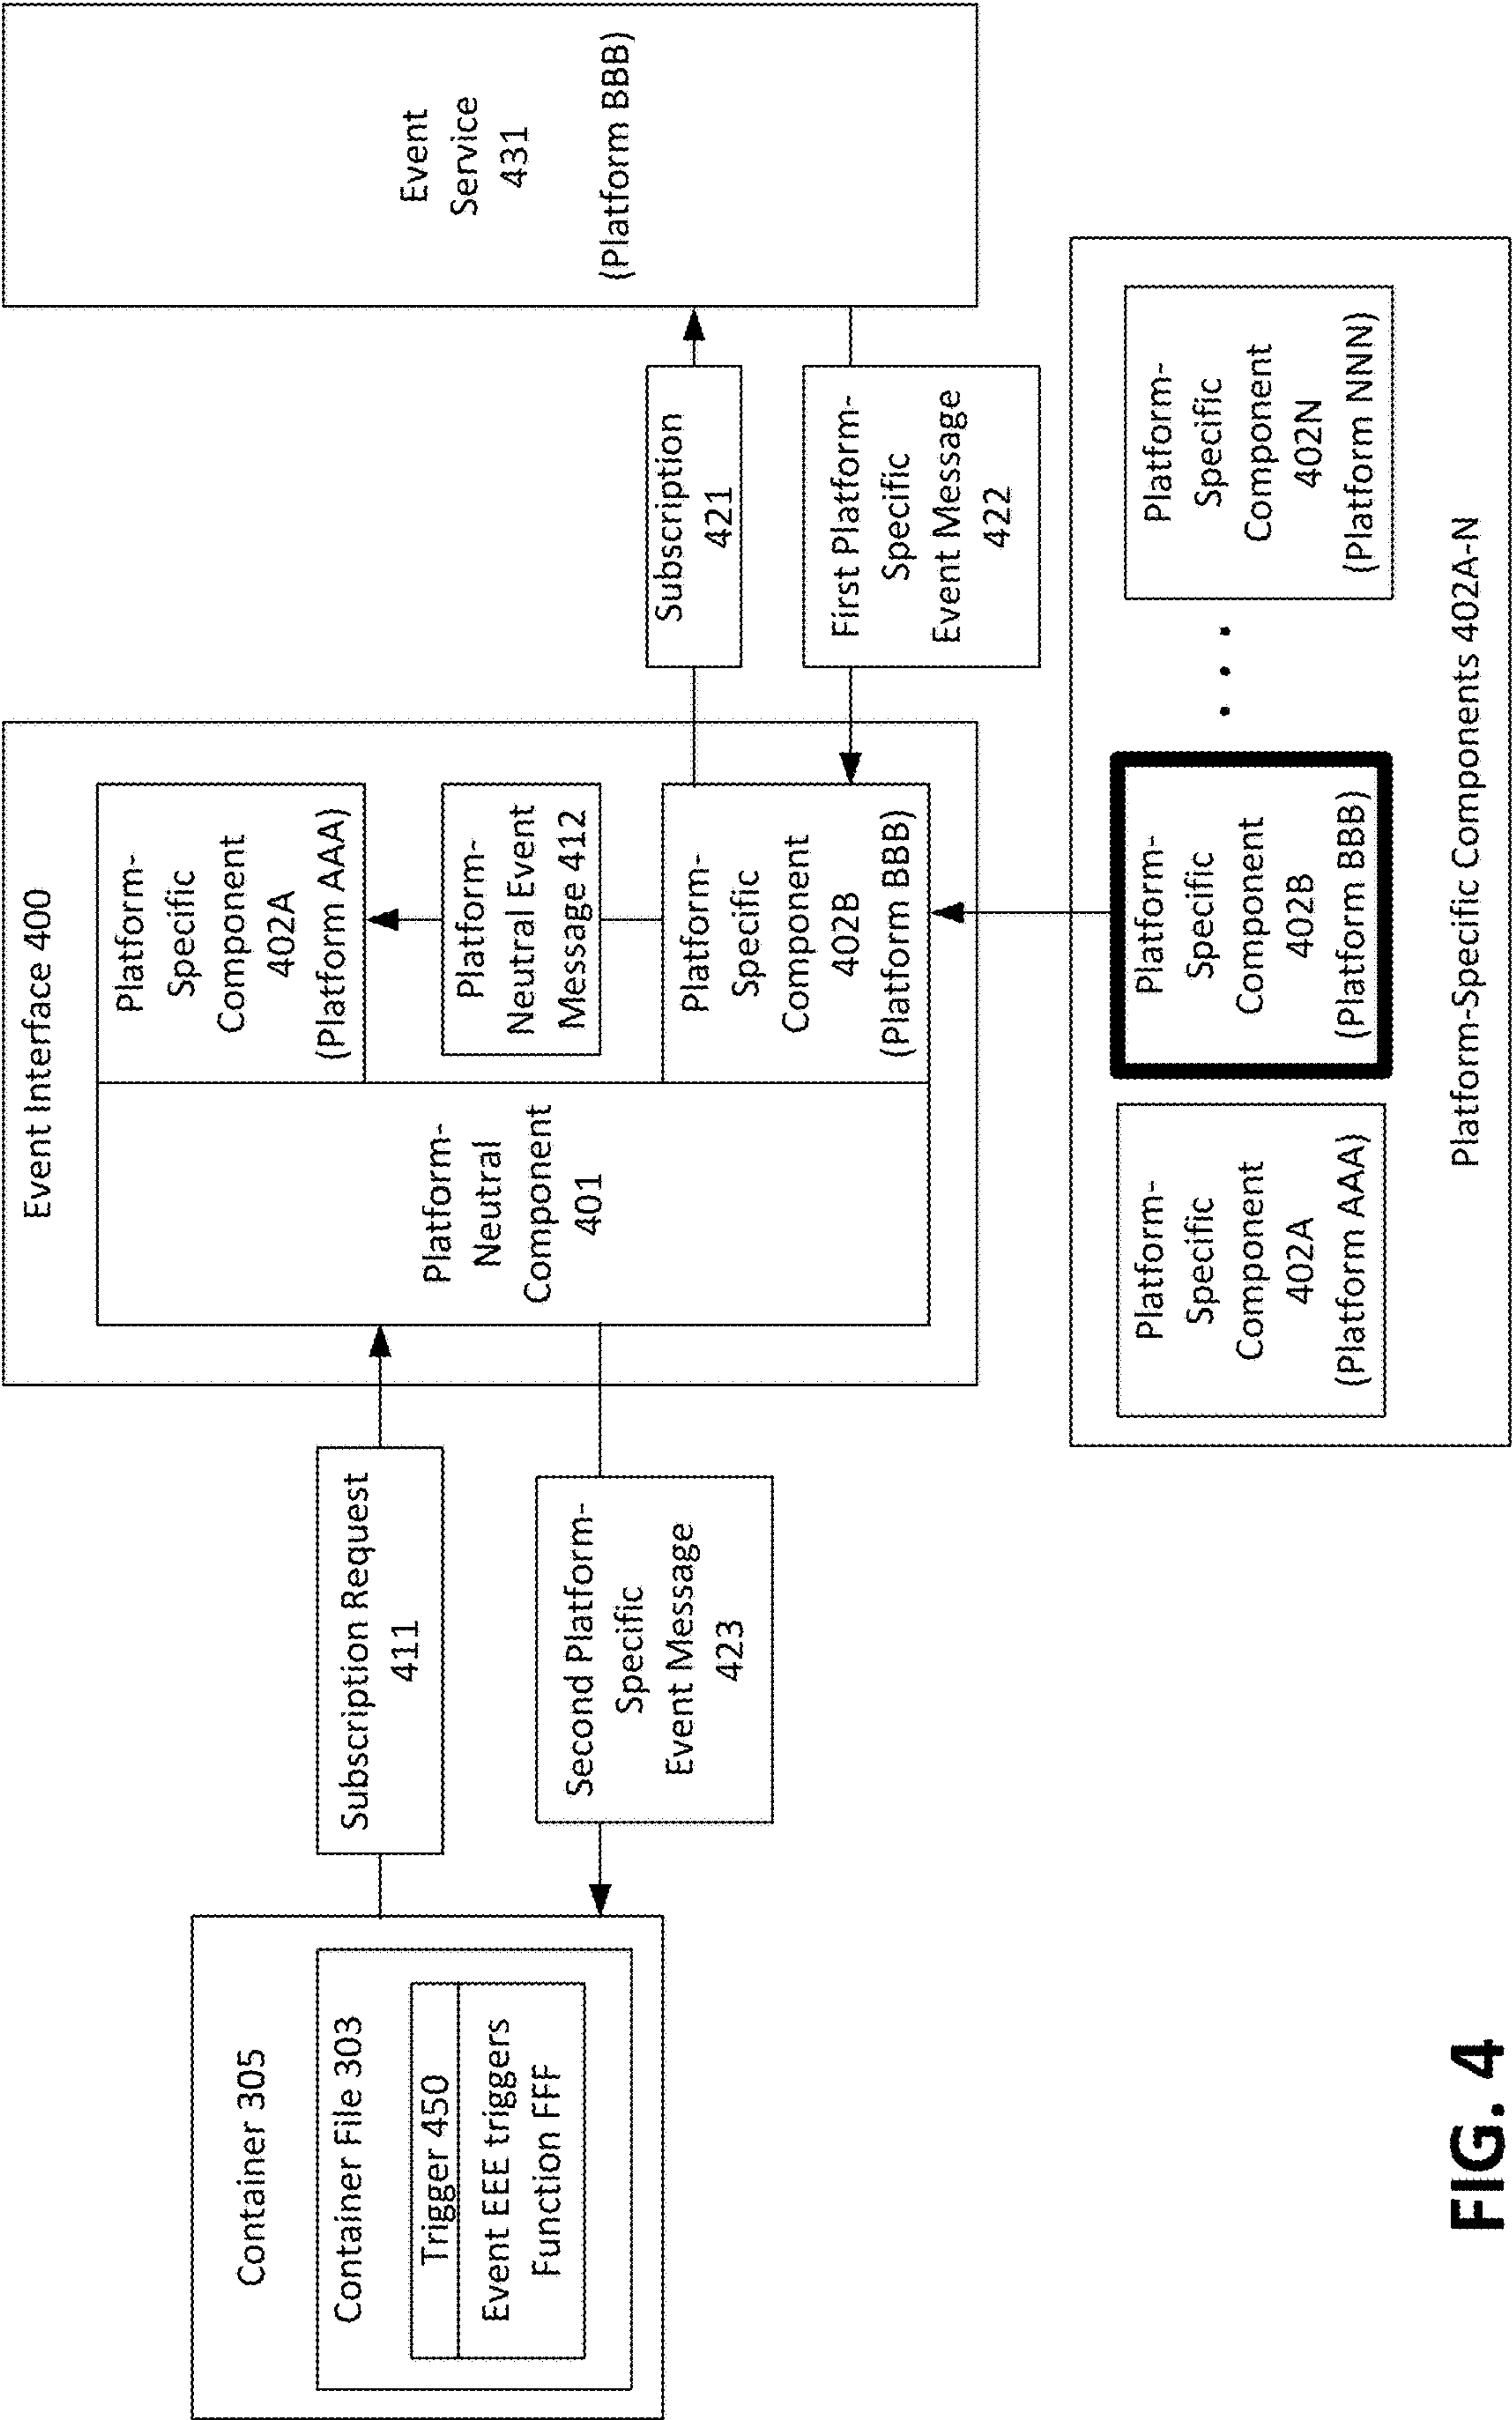 Container 305
Container File 303
Trigger 450
Event EEE triggers
Function FFF
Subscription Request
411
Second Platform-
Specific
Event Message
423
Event Interface 400
Platform-
Neutral
Component
401
Platform-
Specific
Component
402A
(Platform AAA)
Platform-
Neutral Event
Message 412
Platform-
Specific
Component
402B
(Platform BBB)
Subscription
421
First Platform-
Specific
Event Message
422
Event
Service
431
(Platform BBB)
Platform-
Specific
Component
402A
(Platform AAA)
Platform-
Specific
Component
402B
(Platform BBB)
. . .
Platform-
Specific
Component
402N
(Platform NNN)
Platform-Specific Components 402A-N
FIG. 4